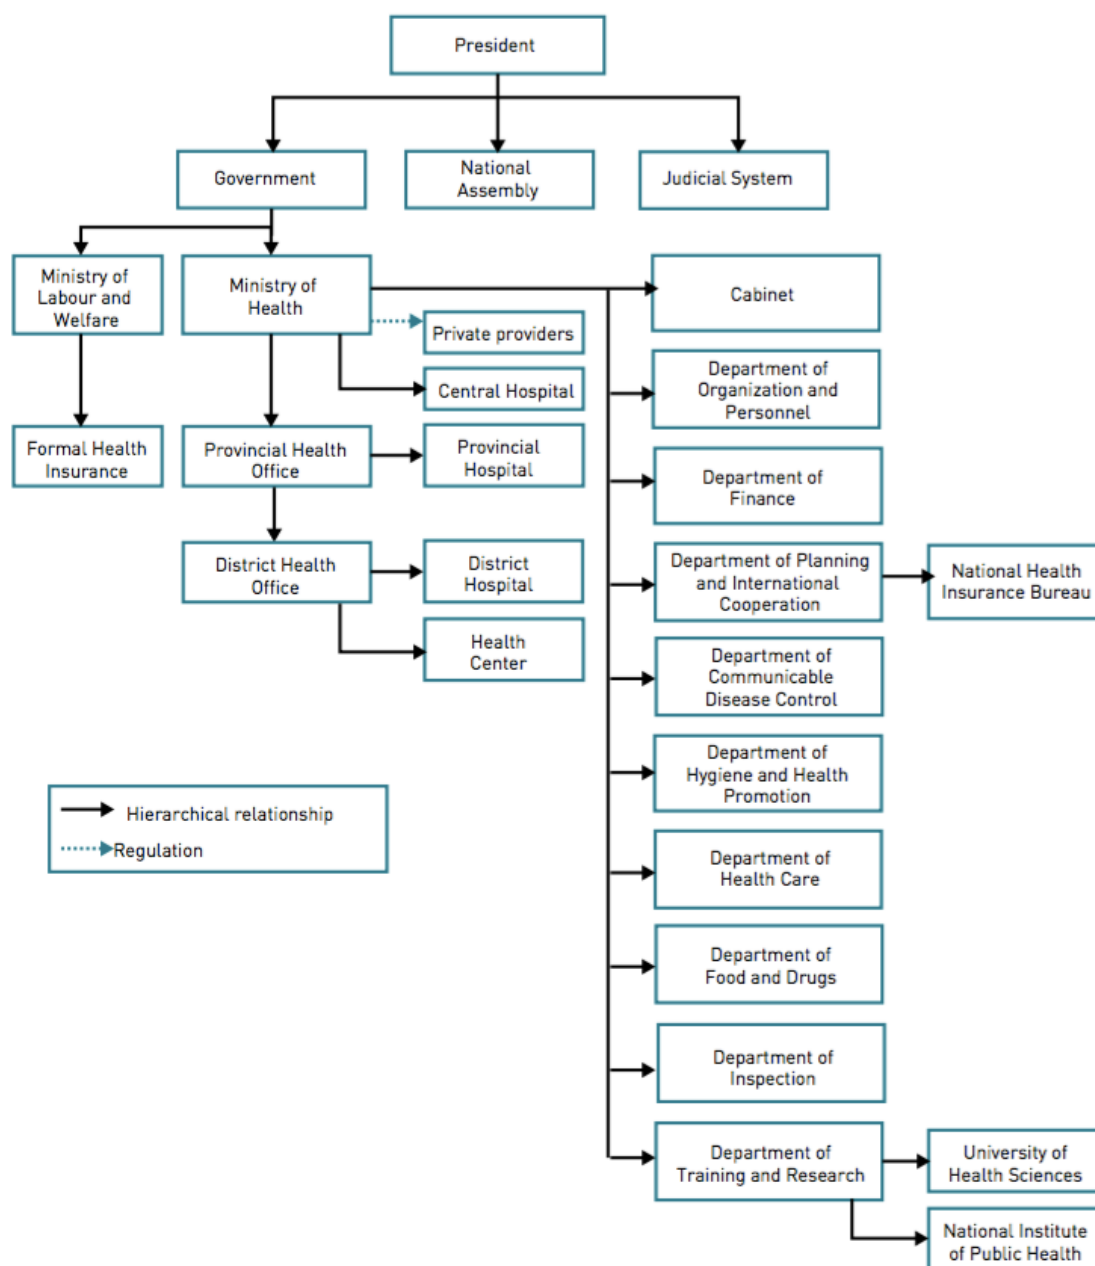 President
Government
National
Assembly
Judicial System
Ministry of
Labour and
Welfare
Ministry of
Health
Cabinet
Private providers
Central Hospital
Department of
Organization and
Personnel
Formal Health
Insurance
Provincial Health
Office
Provincial
Hospital
Department of
Finance
District Health
Office
District
Hospital
Department of Planning
and International
Cooperation
National Health
Insurance Bureau
Health
Center
Department of
Communicable
Disease Control
Department of
Hygiene and Health
Promotion
Hierarchical relationship
Regulation
Department of
Health Care
Department of
Food and Drugs
Department of
Inspection
Department of
Training and Research
University of
Health Sciences
National Institute
of Public Health